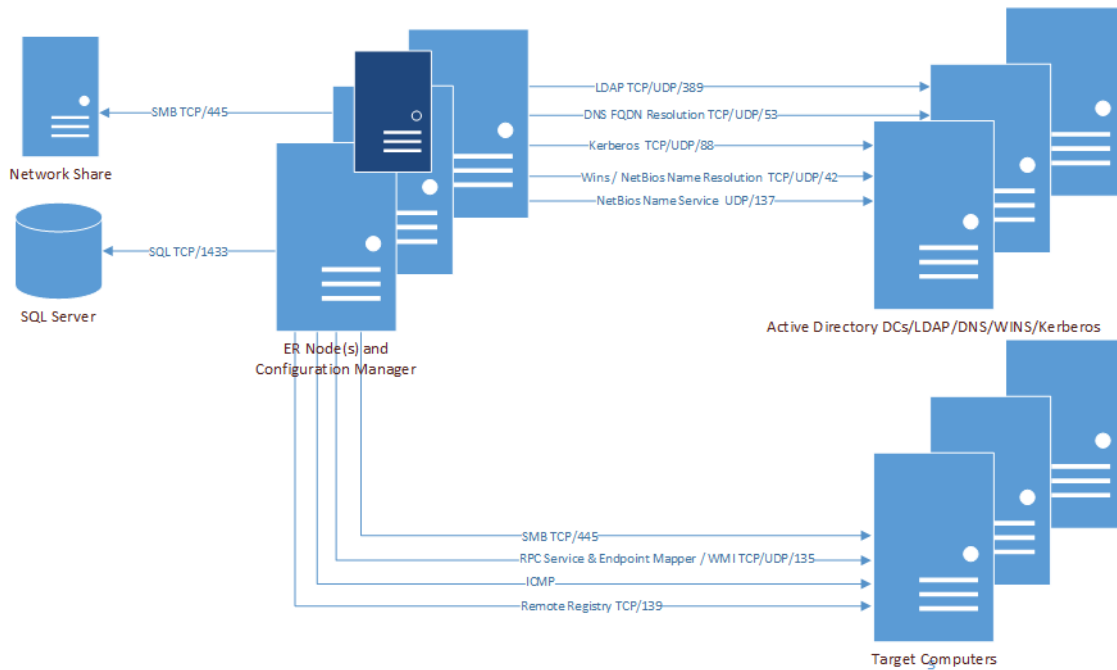 LDAP TCP/UDP/389
SMB TCP/445
DNS FQDN Resolution TCP/UDP/53
Kerberos TCP/UDP/88
Network Share
Wins / NetBios Name Resolution TCP/UDP/42
NetBios Name Service UDP/137
SQL TCP/1433
SQL Server
Active Directory DCs/LDAP/DNS/WINS/Kerberos
ER Node(s) and
Configuration Manager
SMB TCP/445
RPC Service & Endpoint Mapper / WMI TCP/UDP/135
ICMP
Remote Registry TCP/139
Target Computers